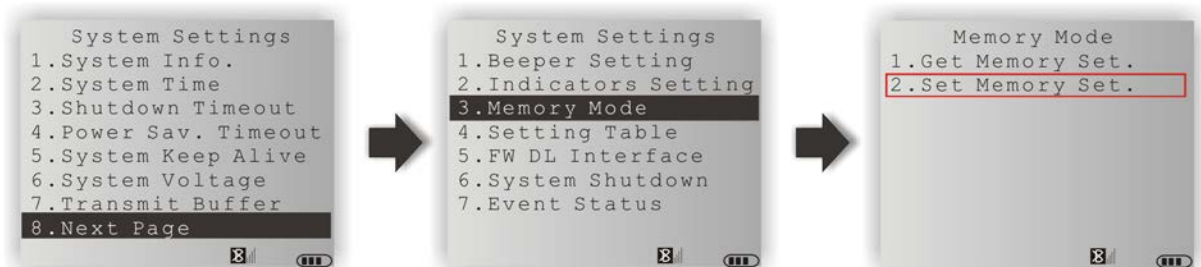 System Settings
1.System Info.
2.System Time
3.Shutdown Timeout
4.Power Sav. Timeout
5.System Keep Alive
6.System Voltage
7.Transmit Buffer
8.Next Page
System Settings
1.Beeper Setting
2.Indicators Setting
3.Memory Mode
4.Setting Table
5.FW DL Interface
6.System Shutdown
7.Event Status
Memory Mode
1.Get Memory Set.
2.Set Memory Set.